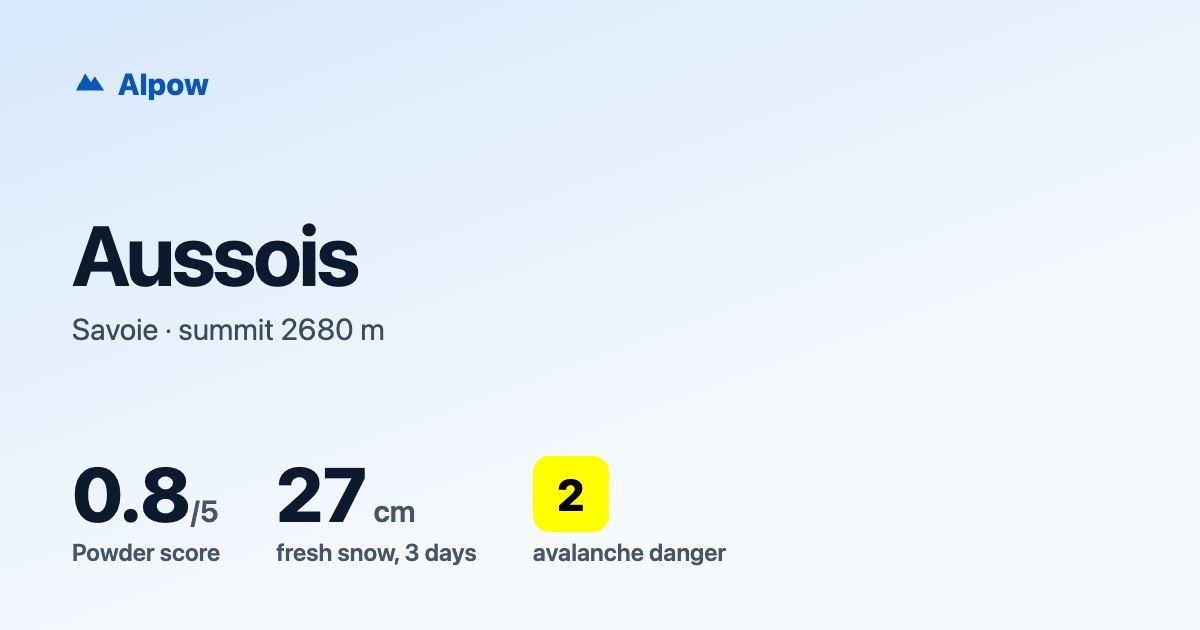 Alpow
Aussois
Savoie · summit 2680 m
0.8/5
Powder score
27 cm
fresh snow, 3 days
2
avalanche danger